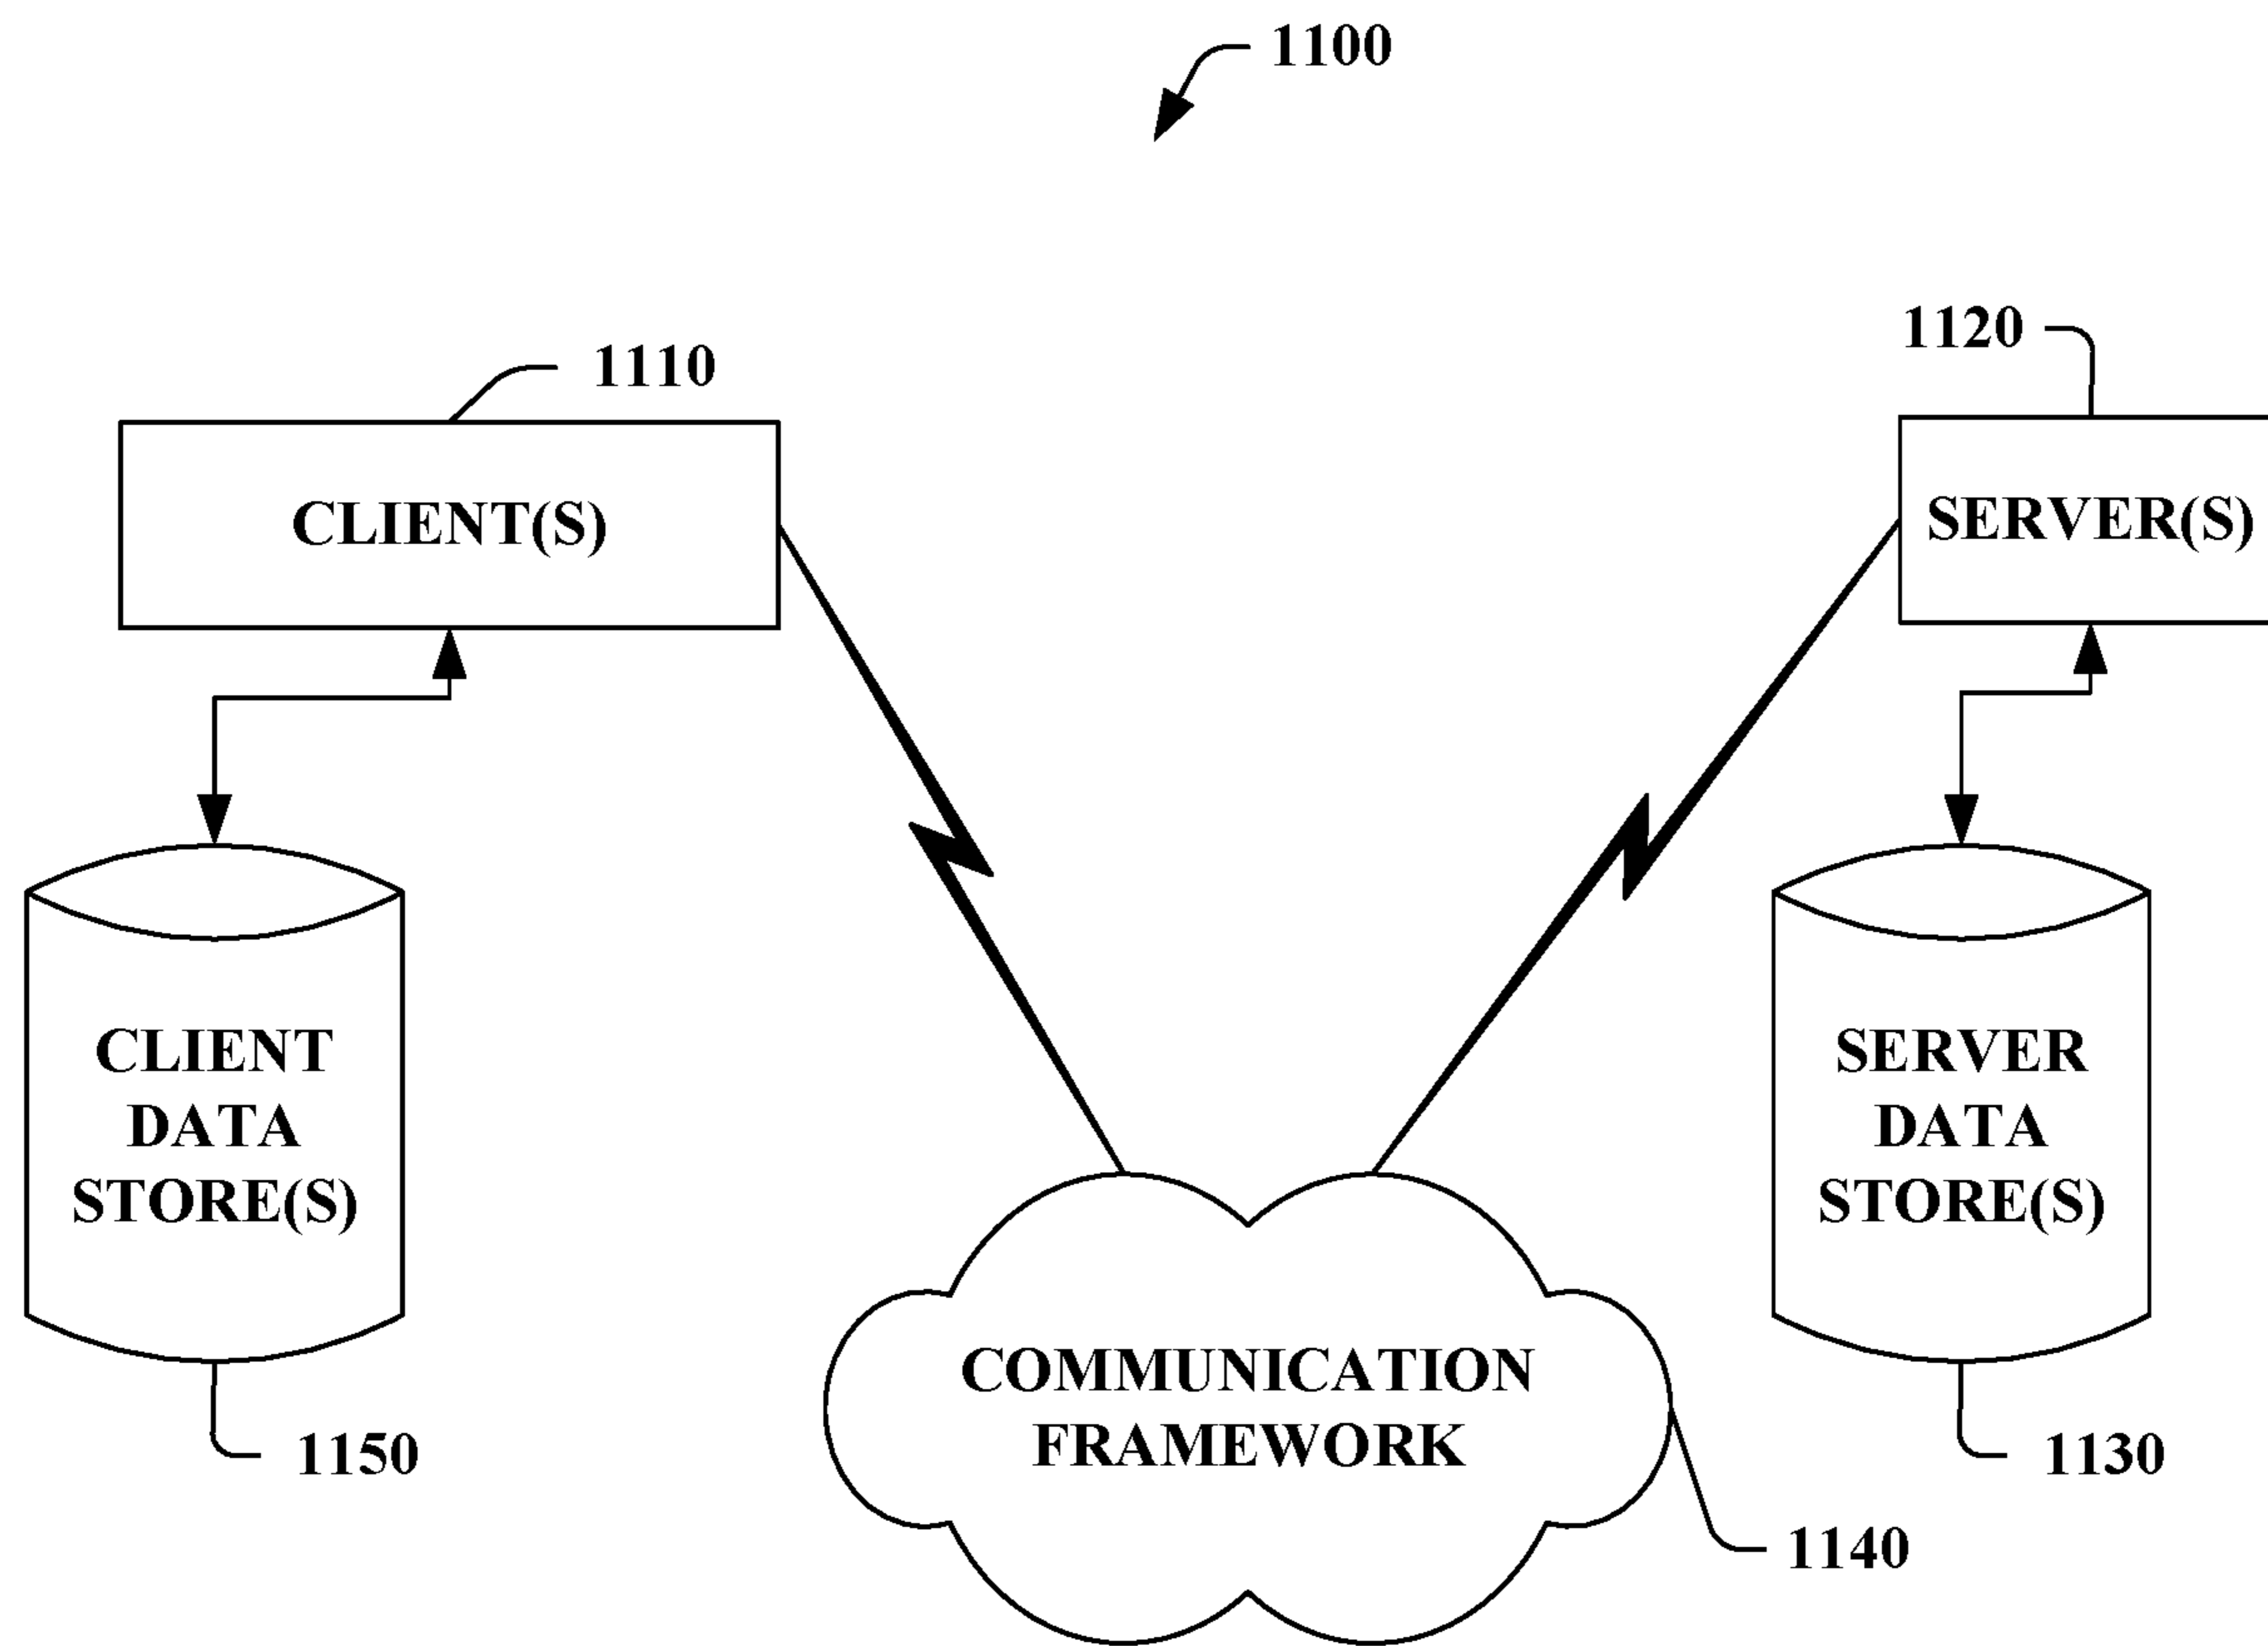 1100
1110
1120
CLIENT(S)
SERVER(S)
CLIENT
DATA
STORE(S)
SERVER
DATA
STORE(S)
COMMUNICATION
FRAMEWORK
1150
1130
1140